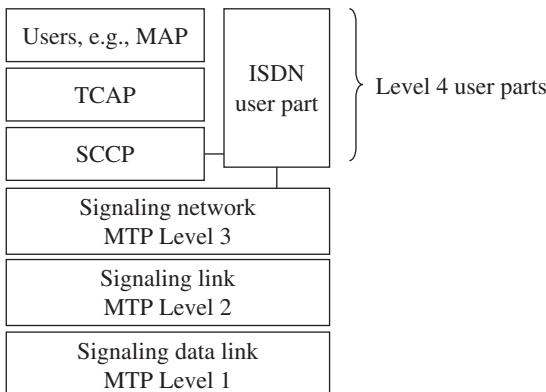 Users, e.g., MAP
TCAP
SCCP
ISDN
user part
Level 4 user parts
Signaling network
MTP Level 3
Signaling link
MTP Level 2
Signaling data link
MTP Level 1